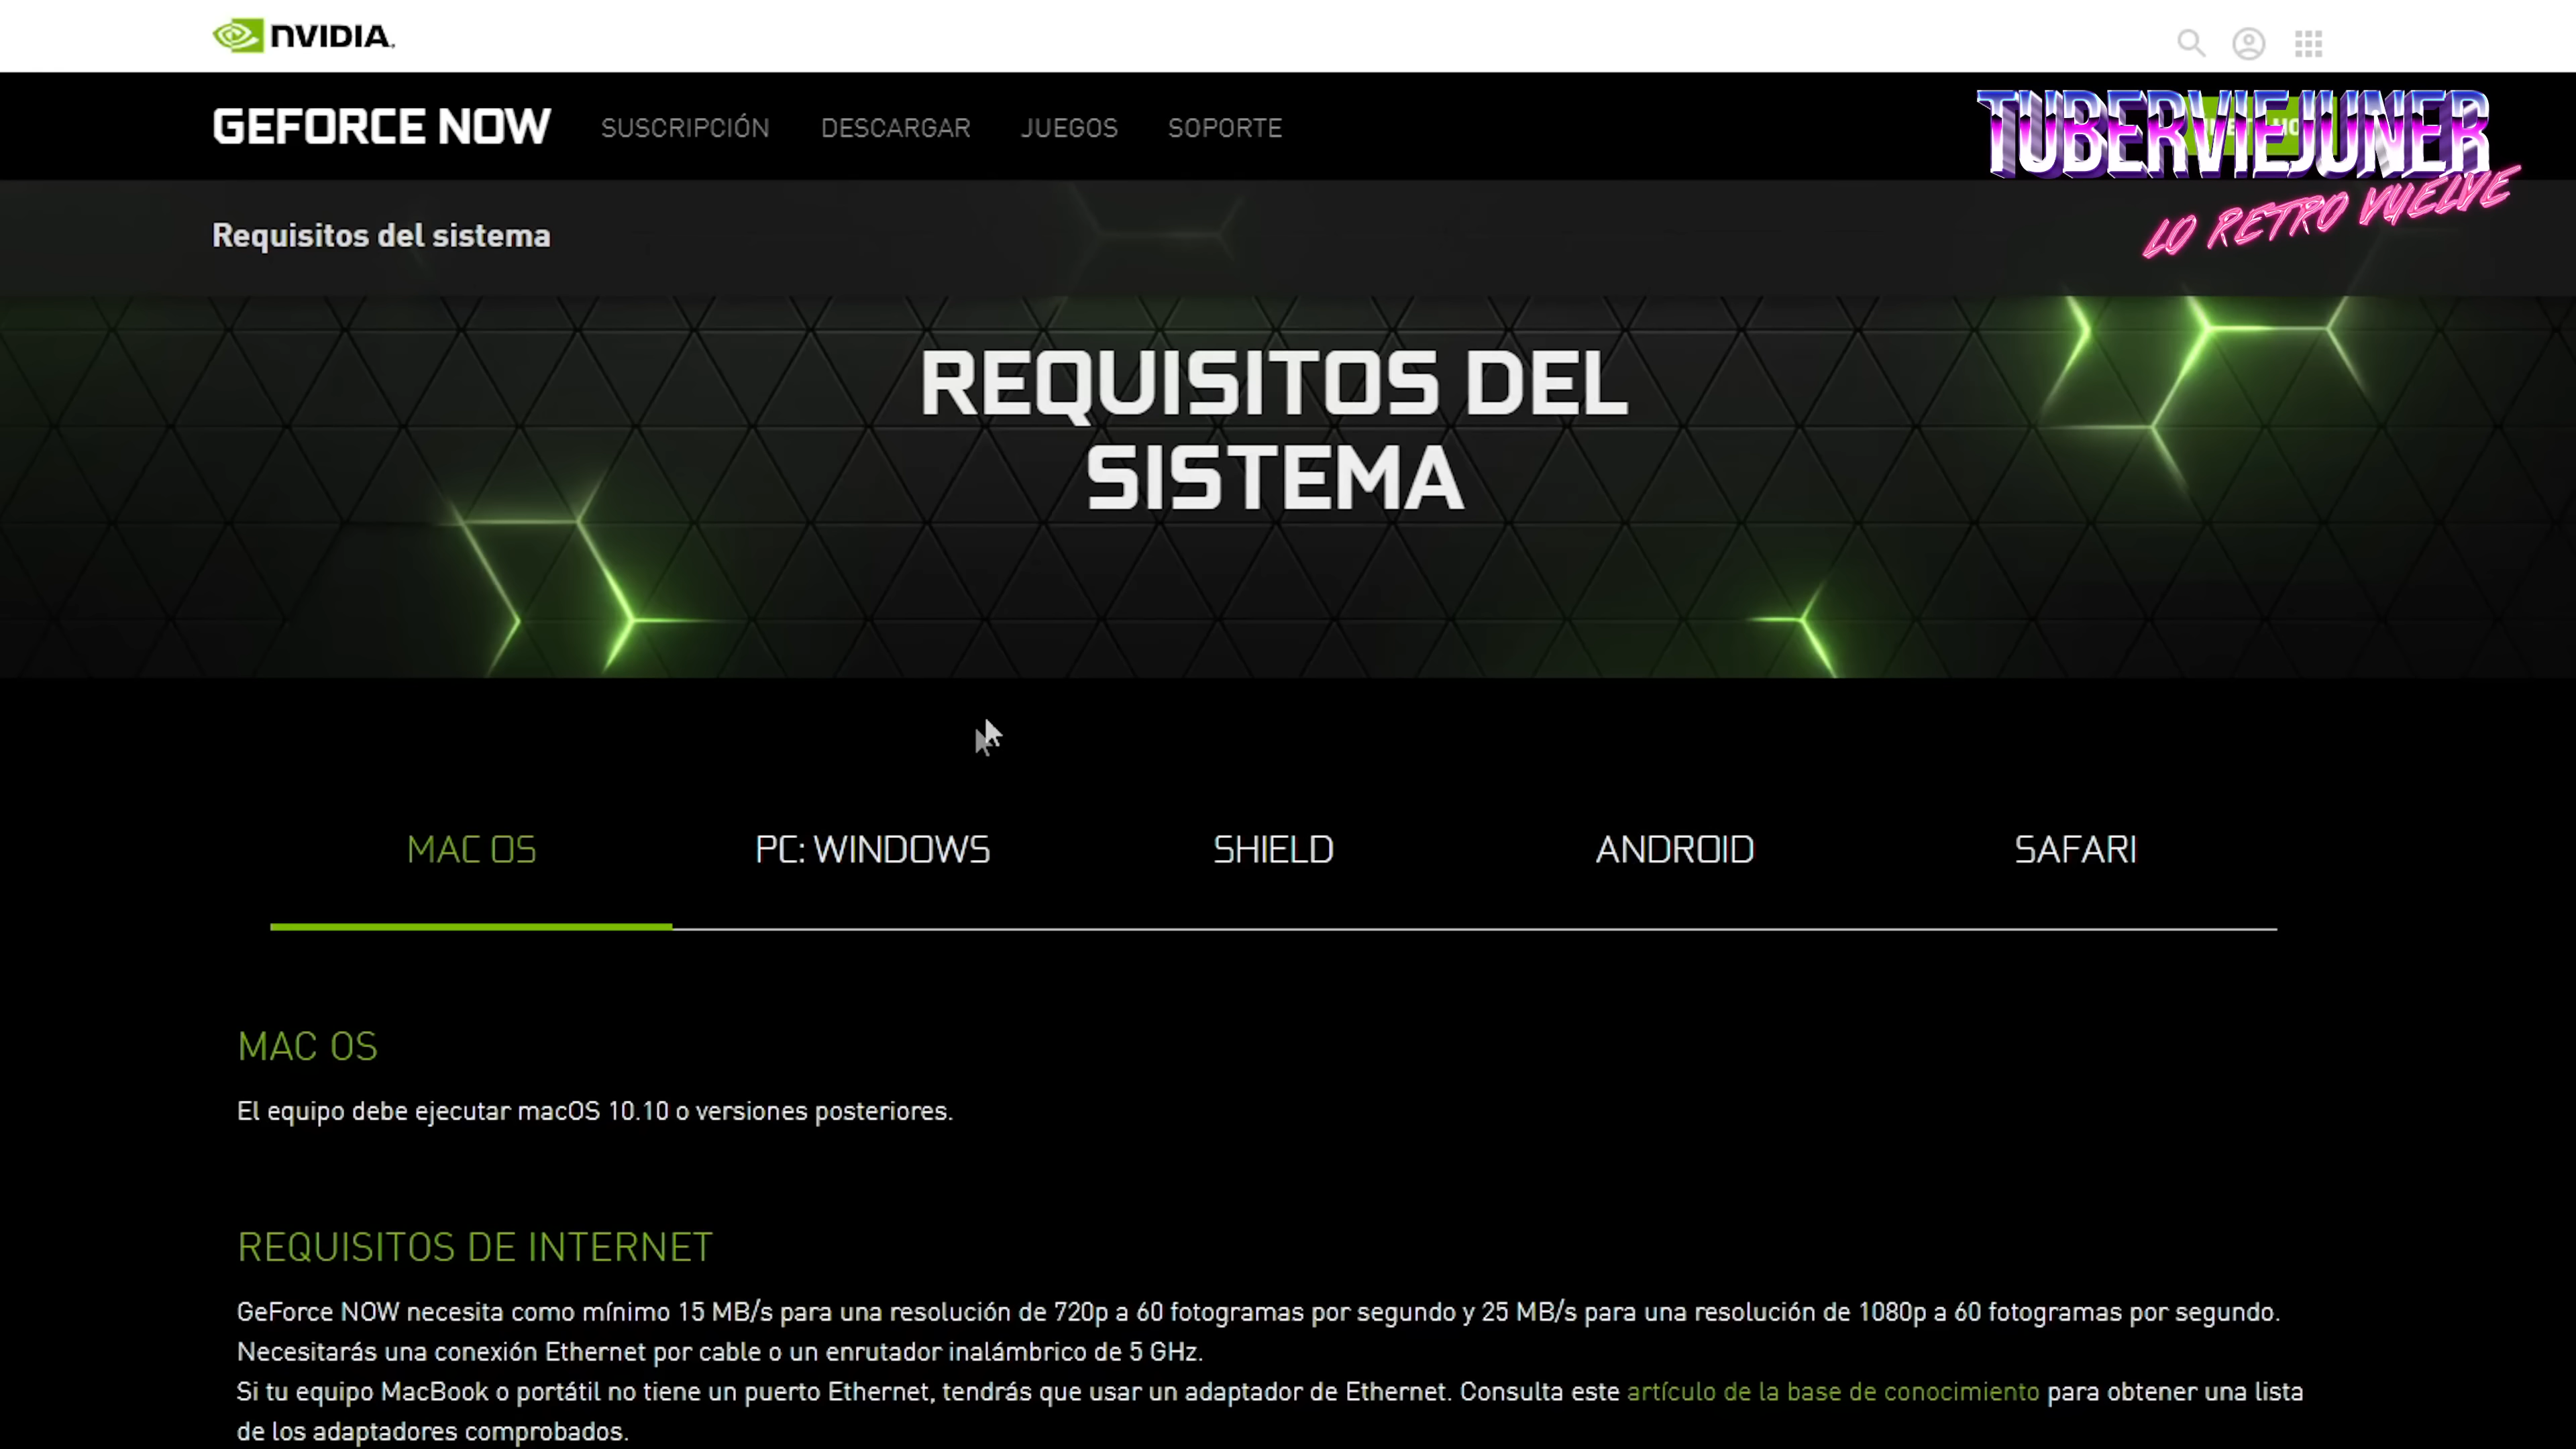 NVIDIA.
GEFORCE NOW SUSCRIPCIÓN DESCARGAR JUEGOS SOPORTE
TUBERVIEJUNER
LO RETRO VUELVE
Requisitos del sistema
REQUISITOS DEL
SISTEMA
MAC OS PC: WINDOWS SHIELD ANDROID SAFARI
MAC OS
El equipo debe ejecutar macOS 10.10 o versiones posteriores.
REQUISITOS DE INTERNET
GeForce NOW necesita como mínimo 15 MB/s para una resolución de 720p a 60 fotogramas por segundo y 25 MB/s para una resolución de 1080p a 60 fotogramas por segundo.
Necesitarás una conexión Ethernet por cable o un enrutador inalámbrico de 5 GHz.
Si tu equipo MacBook o portátil no tiene un puerto Ethernet, tendrás que usar un adaptador de Ethernet. Consulta este artículo de la base de conocimiento para obtener una lista
de los adaptadores comprobados.